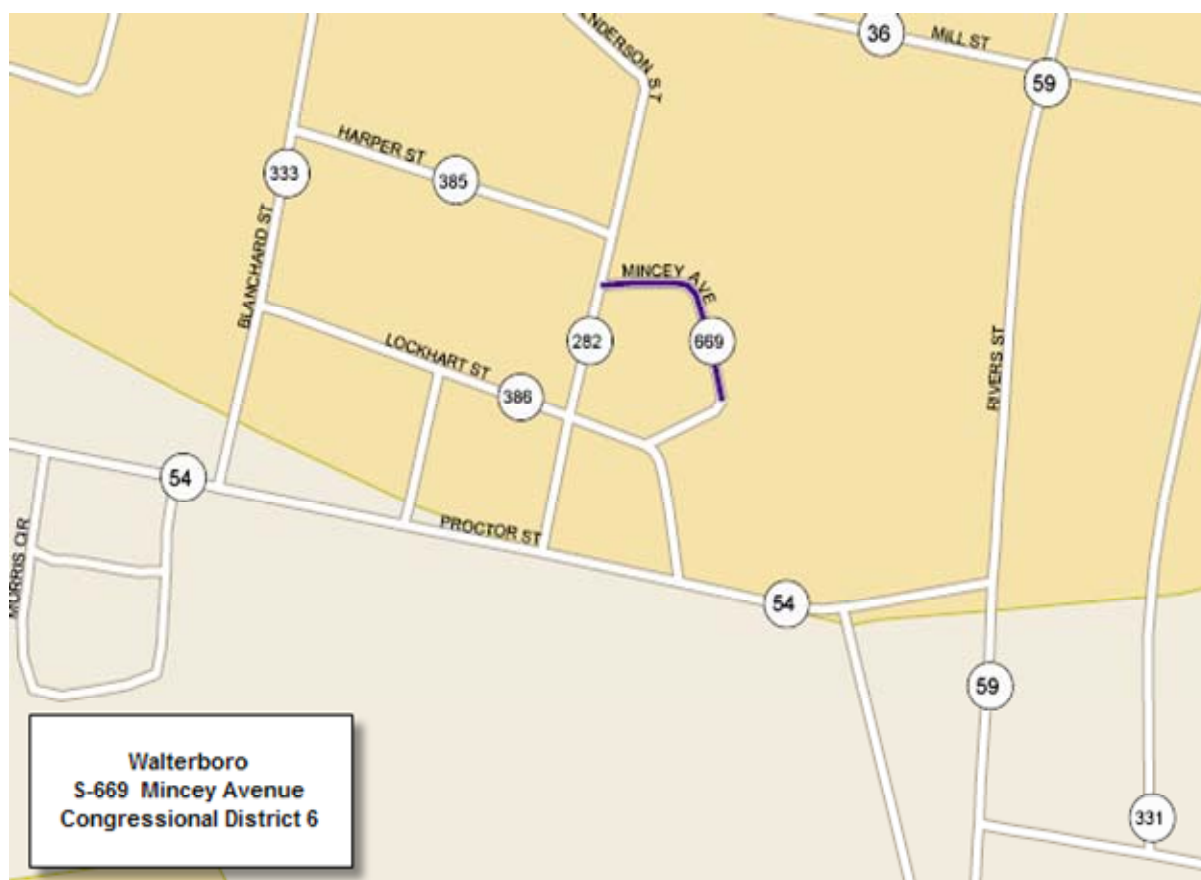 ANDERSON ST
36
MILL ST
59
HARPER ST
385
333
BLANCHARD ST
MINCEY AVE
282
669
LOCKHART ST
386
RIVERS ST
54
PROCTOR ST
MORRIS CIR
54
59
331
Walterboro
S-669 Mincey Avenue
Congressional District 6